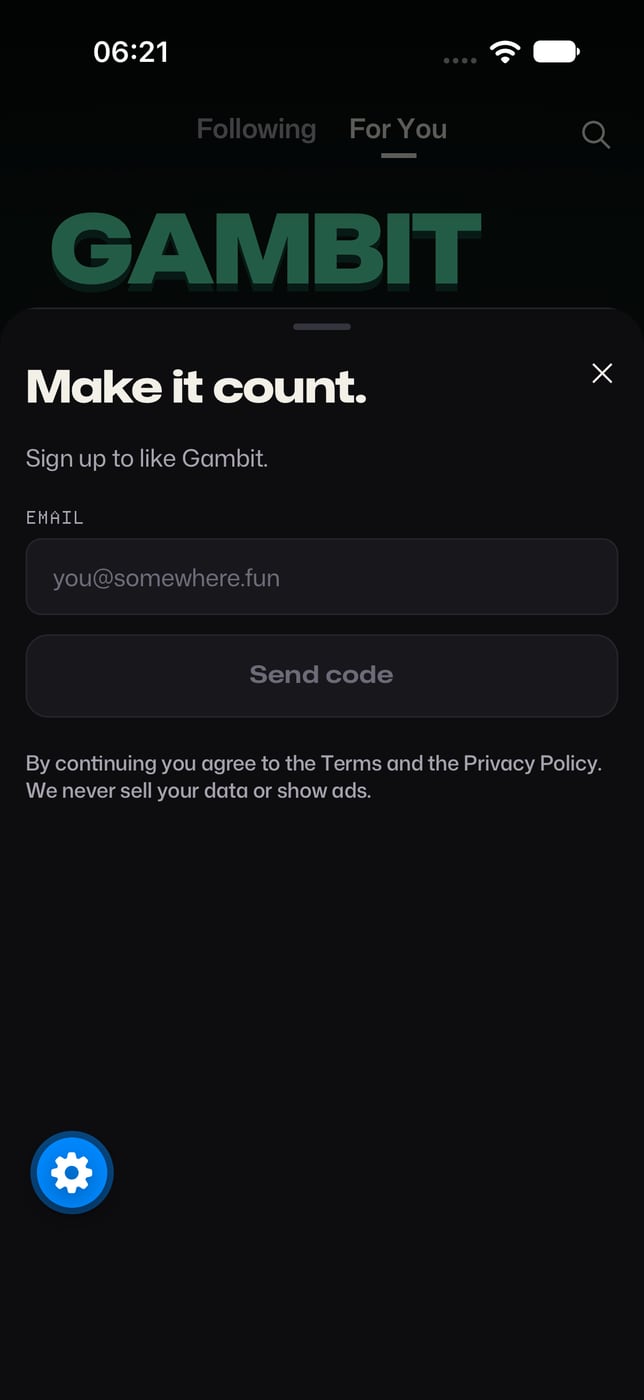 06:21
Following For You
GAMBIT
Make it count.
Sign up to like Gambit.
EMAIL
you@somewhere.fun
Send code
By continuing you agree to the Terms and the Privacy Policy.
We never sell your data or show ads.